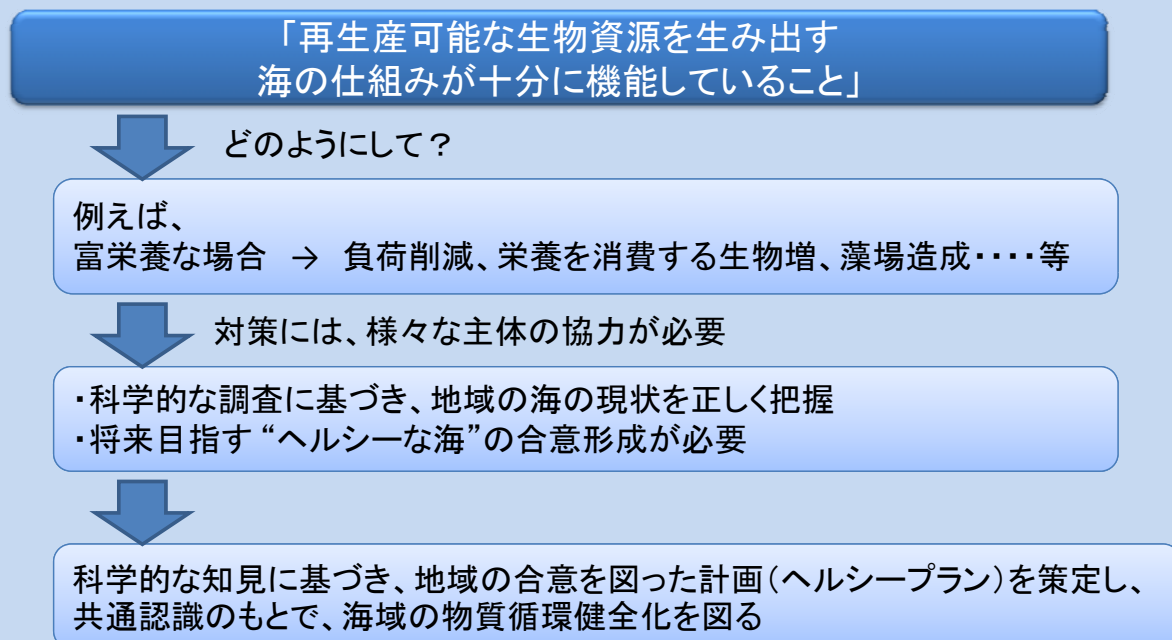 「再生産可能な生物資源を生み出す
海の仕組みが十分に機能していること」
どのようにして？
例えば、
富栄養な場合 → 負荷削減、栄養を消費する生物増、藻場造成・・・・等
対策には、様々な主体の協力が必要
・科学的な調査に基づき、地域の海の現状を正しく把握
・将来目指す“ヘルシーな海”の合意形成が必要
科学的な知見に基づき、地域の合意を図った計画（ヘルシープラン）を策定し、
共通認識のもとで、海域の物質循環健全化を図る